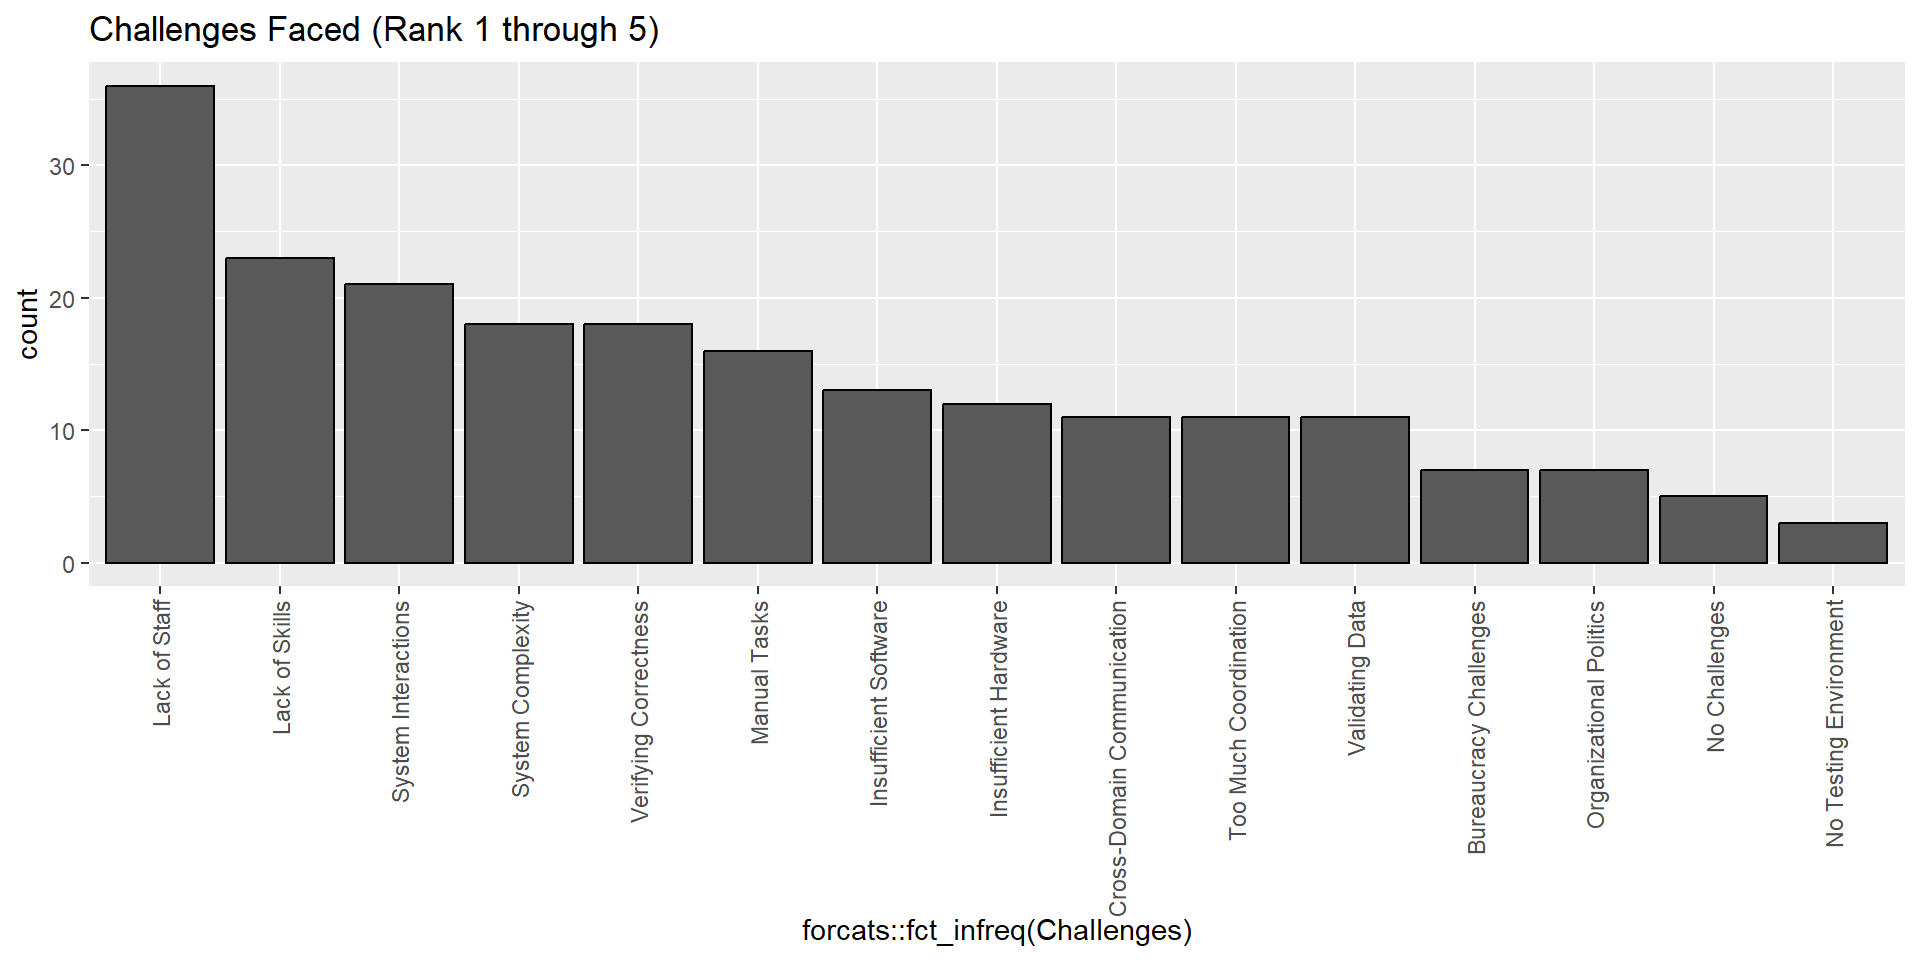 Challenges Faced (Rank 1 through 5)
count
30
20
10
0
Lack of Staff
Lack of Skills
System Interactions
System Complexity
Verifying Correctness
Manual Tasks
Insufficient Software
Insufficient Hardware
Cross-Domain Communication
Too Much Coordination
Validating Data
Bureaucracy Challenges
Organizational Politics
No Challenges
No Testing Environment
forcats::fct_infreq(Challenges)